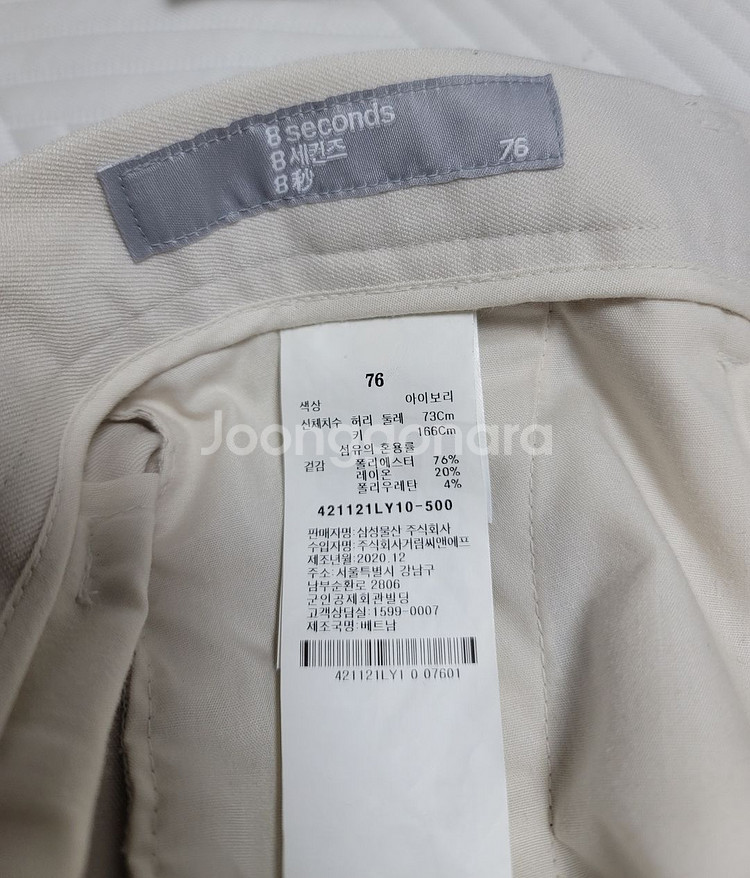 8 seconds
8 세컨즈
8 秒
76
76
색상 아이보리
신체치수 허리 둘레 73Cm
키 166Cm
섬유의 혼용률
겉감 폴리에스터 76%
레이온 20%
폴리우레탄 4%
421121LY10-500
판매자명:삼성물산 주식회사
수입자명:주식회사거림씨앤에프
제조년월:2020.12
주소:서울특별시 강남구
남부순환로 2806
군인공제회관빌딩
고객상담실:1599-0007
제조국명:베트남
421121LY1 0 07601
Joongonara